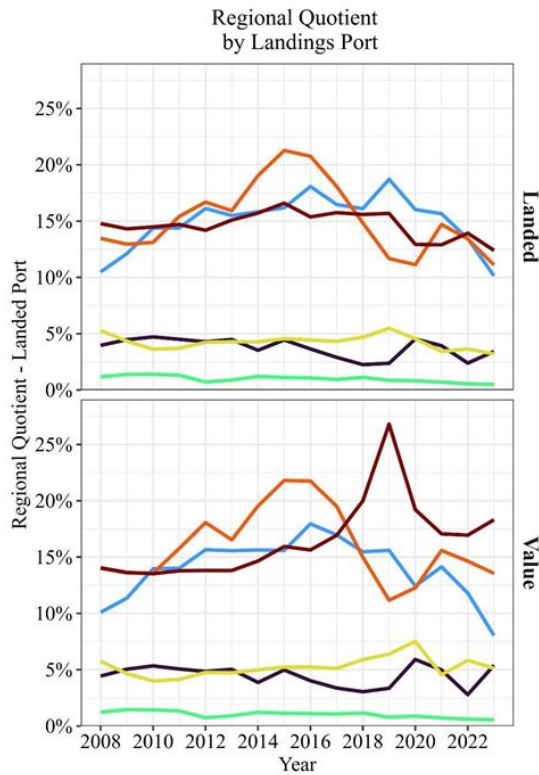 Regional Quotient
by Landings Port
Regional Quotient - Landed Port
25%
20%
15%
10%
5%
0%
Landed
25%
20%
15%
10%
5%
0%
Value
2008 2010 2012 2014 2016 2018 2020 2022
Year